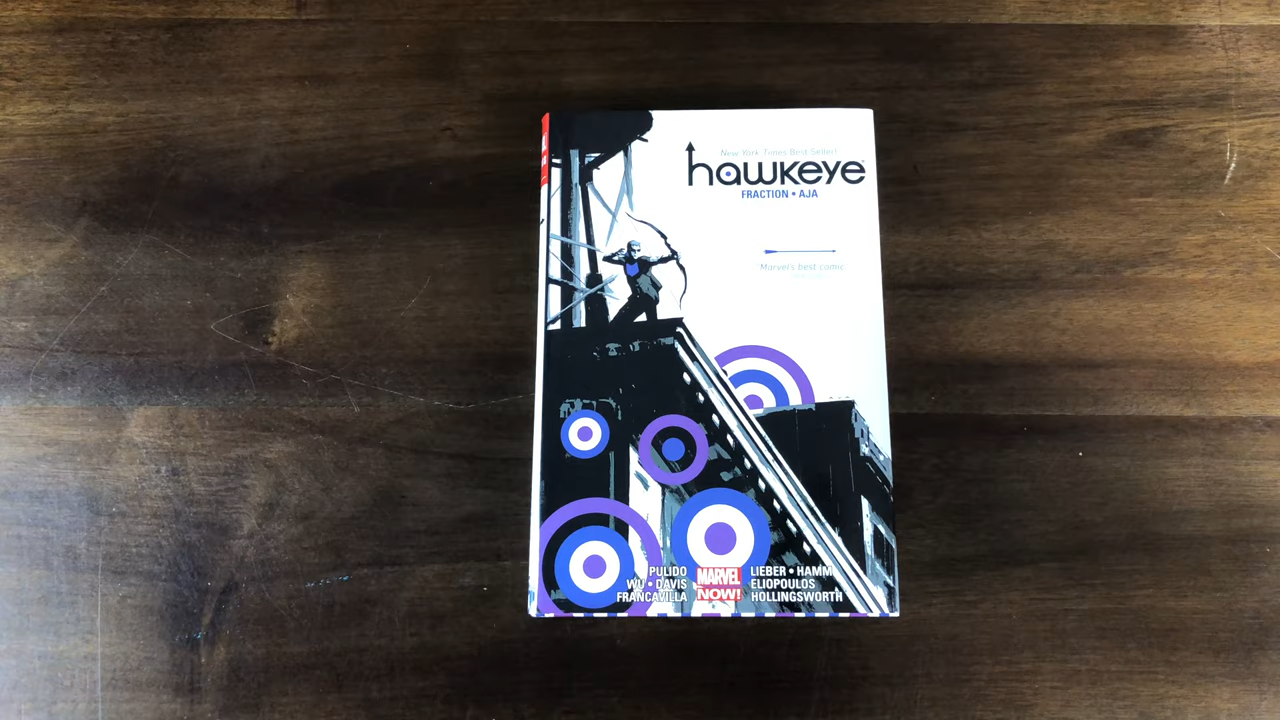 New York Times Best Seller!
hawkeye
FRACTION • AJA
Marvel's best comic.
PULIDO
WU • DAVIS
FRANCAVILLA
MARVEL
NOW!
LIEBER • HAMM
ELIOPOULOS
HOLLINGSWORTH